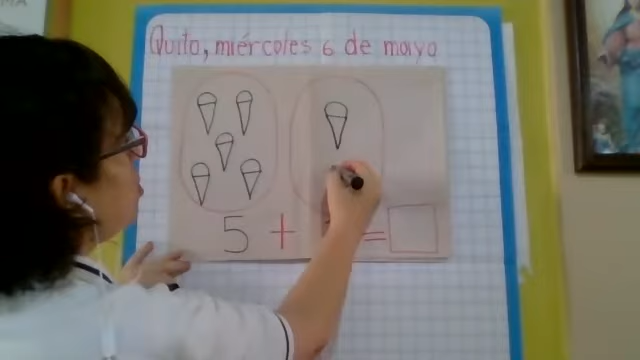 Quito, miércoles 6 de mayo
5 + =